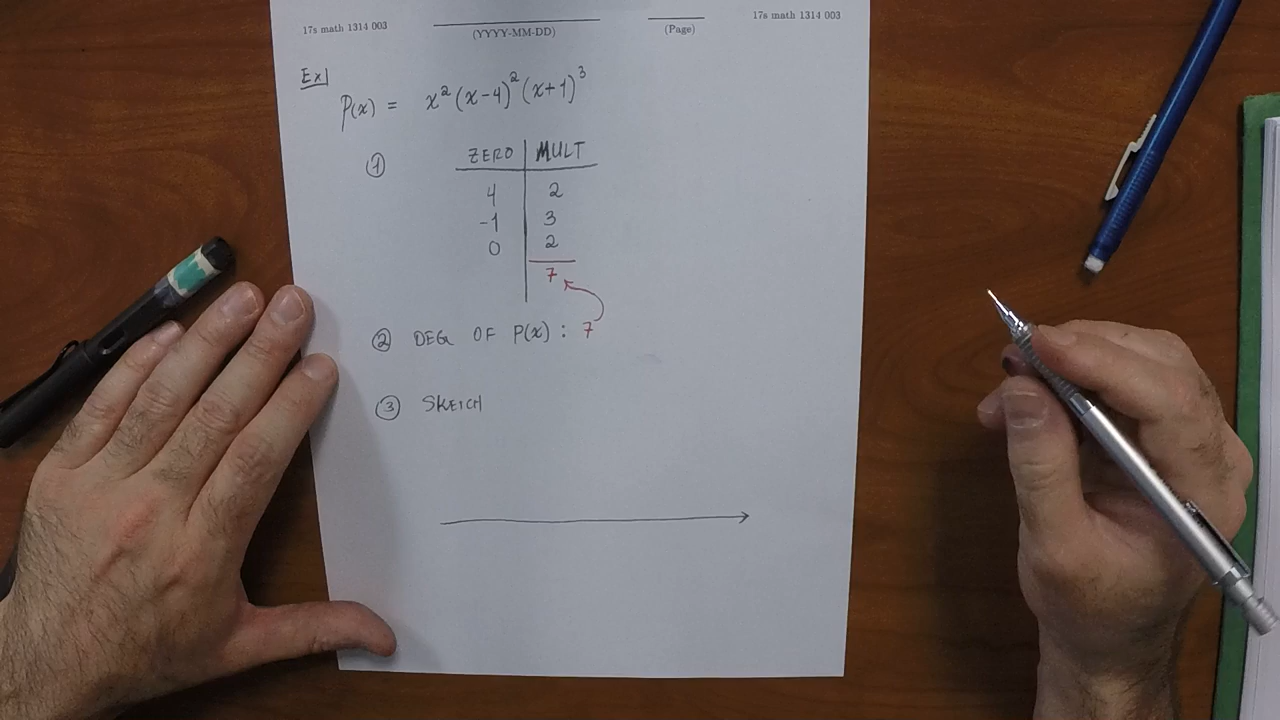 17s math 1314 003 (YYYY-MM-DD) (Page) 17s math 1314 003
Ex1
P(x) = x²(x-4)²(x+1)³
① ZERO MULT
4 2
-1 3
0 2
7
② DEG OF P(x): 7
③ SKETCH